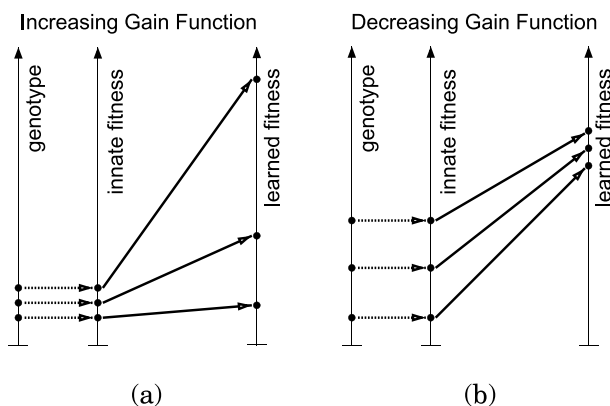 Increasing Gain Function
genotype
innate fitness
learned fitness
(a)
Decreasing Gain Function
genotype
innate fitness
learned fitness
(b)